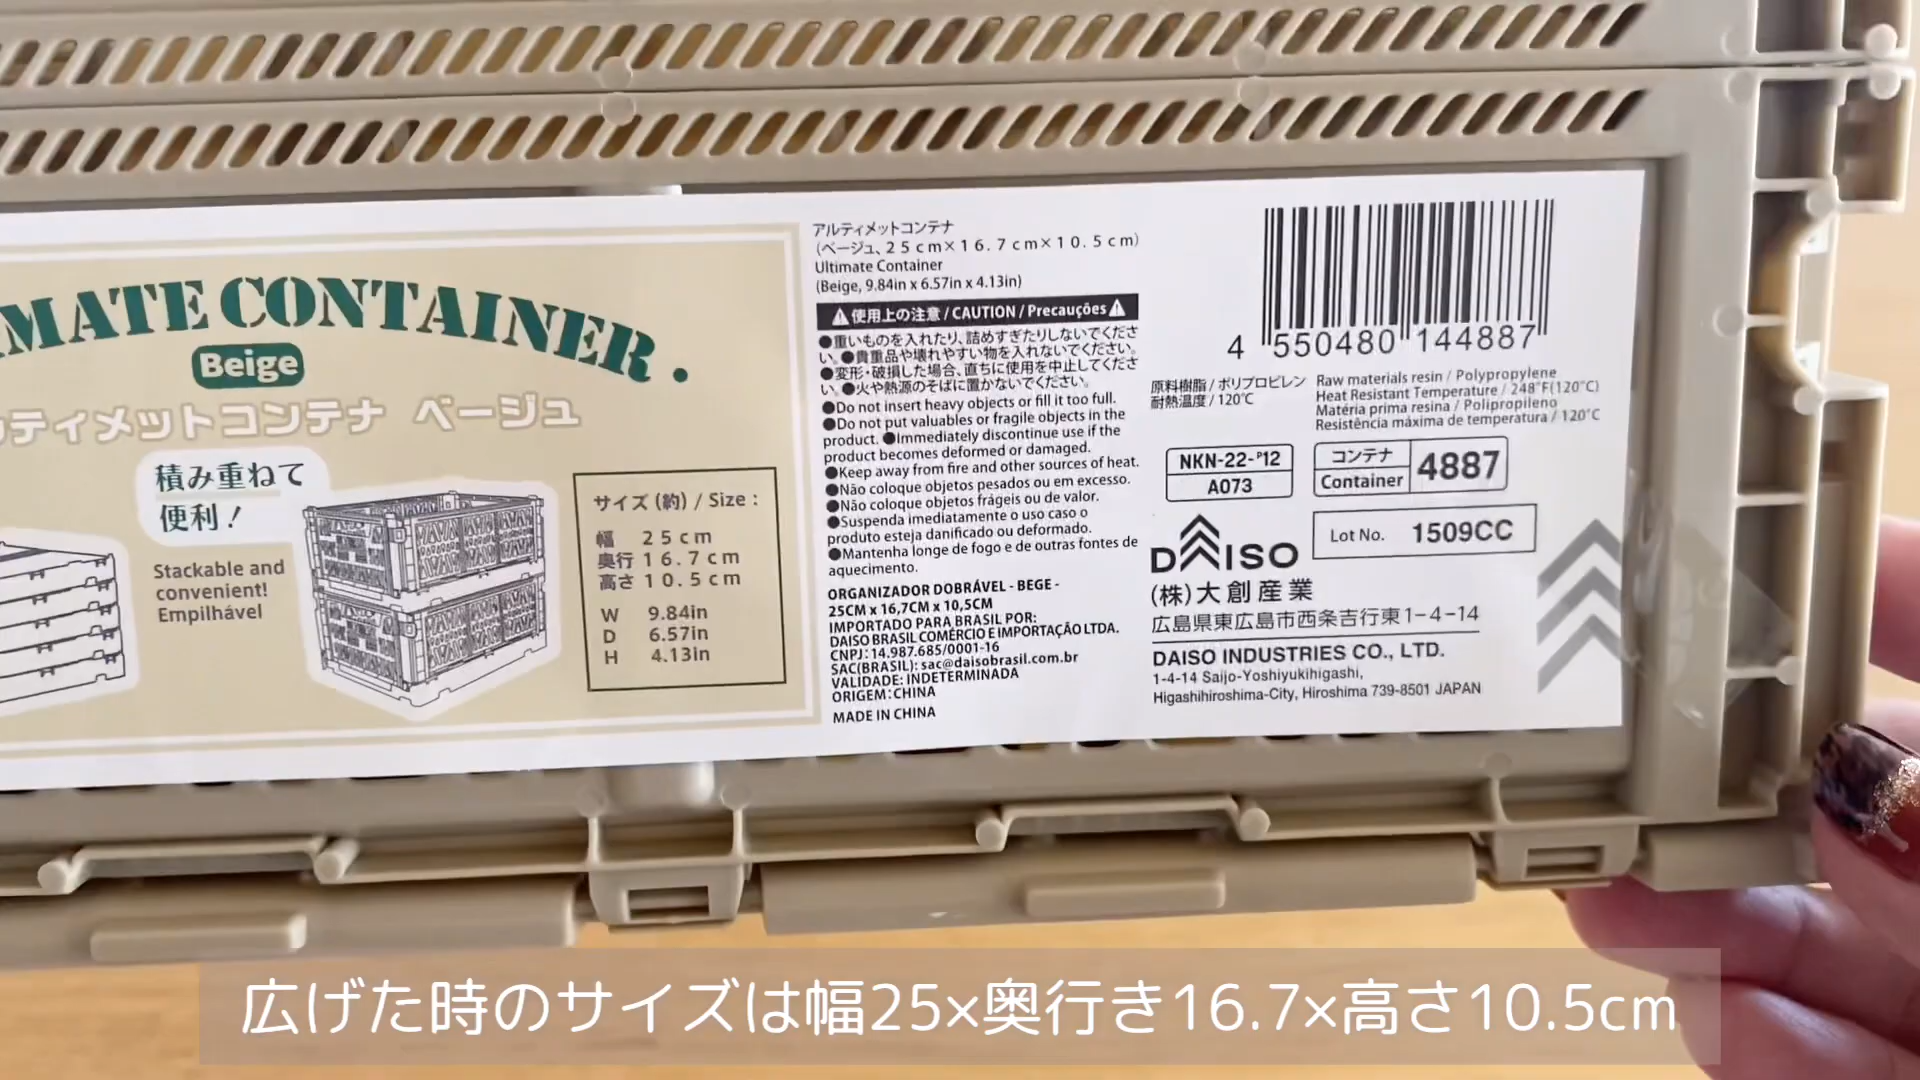 MATE CONTAINER.
Beige
ティメットコンテナ ベージュ
積み重ねて
便利!
Stackable and
convenient!
Empilhável
サイズ (約) / Size :
幅 25cm
奥行 16.7cm
高さ 10.5cm
W 9.84in
D 6.57in
H 4.13in
アルティメットコンテナ
(ベージュ、25cm×16.7cm×10.5cm)
Ultimate Container
(Beige, 9.84in x 6.57in x 4.13in)
⚠使用上の注意 / CAUTION / Precauções⚠
●重いものを入れたり、詰めすぎたりしないでくださ
い。●貴重品や壊れやすい物を入れないでください。
●変形・破損した場合、直ちに使用を中止してくださ
い。●火や熱源のそばに置かないでください。
●Do not insert heavy objects or fill it too full.
●Do not put valuables or fragile objects in the
product. ●Immediately discontinue use if the
product becomes deformed or damaged.
●Keep away from fire and other sources of heat.
●Não coloque objetos pesados ou em excesso.
●Não coloque objetos frágeis ou de valor.
●Suspenda imediatamente o uso caso o
produto esteja danificado ou deformado.
●Mantenha longe de fogo e de outras fontes de
aquecimento.
ORGANIZADOR DOBRÁVEL - BEGE -
25CM x 16,7CM x 10,5CM
IMPORTADO PARA BRASIL POR:
DAISO BRASIL COMÉRCIO E IMPORTAÇÃO LTDA.
CNPJ: 14.987.685/0001-16
SAC(BRASIL): sac@daisobrasil.com.br
VALIDADE: INDETERMINADA
ORIGEM: CHINA
MADE IN CHINA
4 550480 144887
原料樹脂 / ポリプロピレン
耐熱温度 / 120℃
Raw materials resin / Polypropylene
Heat Resistant Temperature / 248°F(120℃)
Matéria prima resina / Polipropileno
Resistência máxima de temperatura / 120℃
NKN-22-P12
A073
コンテナ
Container
4887
Lot No. 1509CC
DAISO
(株)大創産業
広島県東広島市西条吉行東1-4-14
DAISO INDUSTRIES CO., LTD.
1-4-14 Saijo-Yoshiyukihigashi,
Higashihiroshima-City, Hiroshima 739-8501 JAPAN
広げた時のサイズは幅25×奥行き16.7×高さ10.5cm